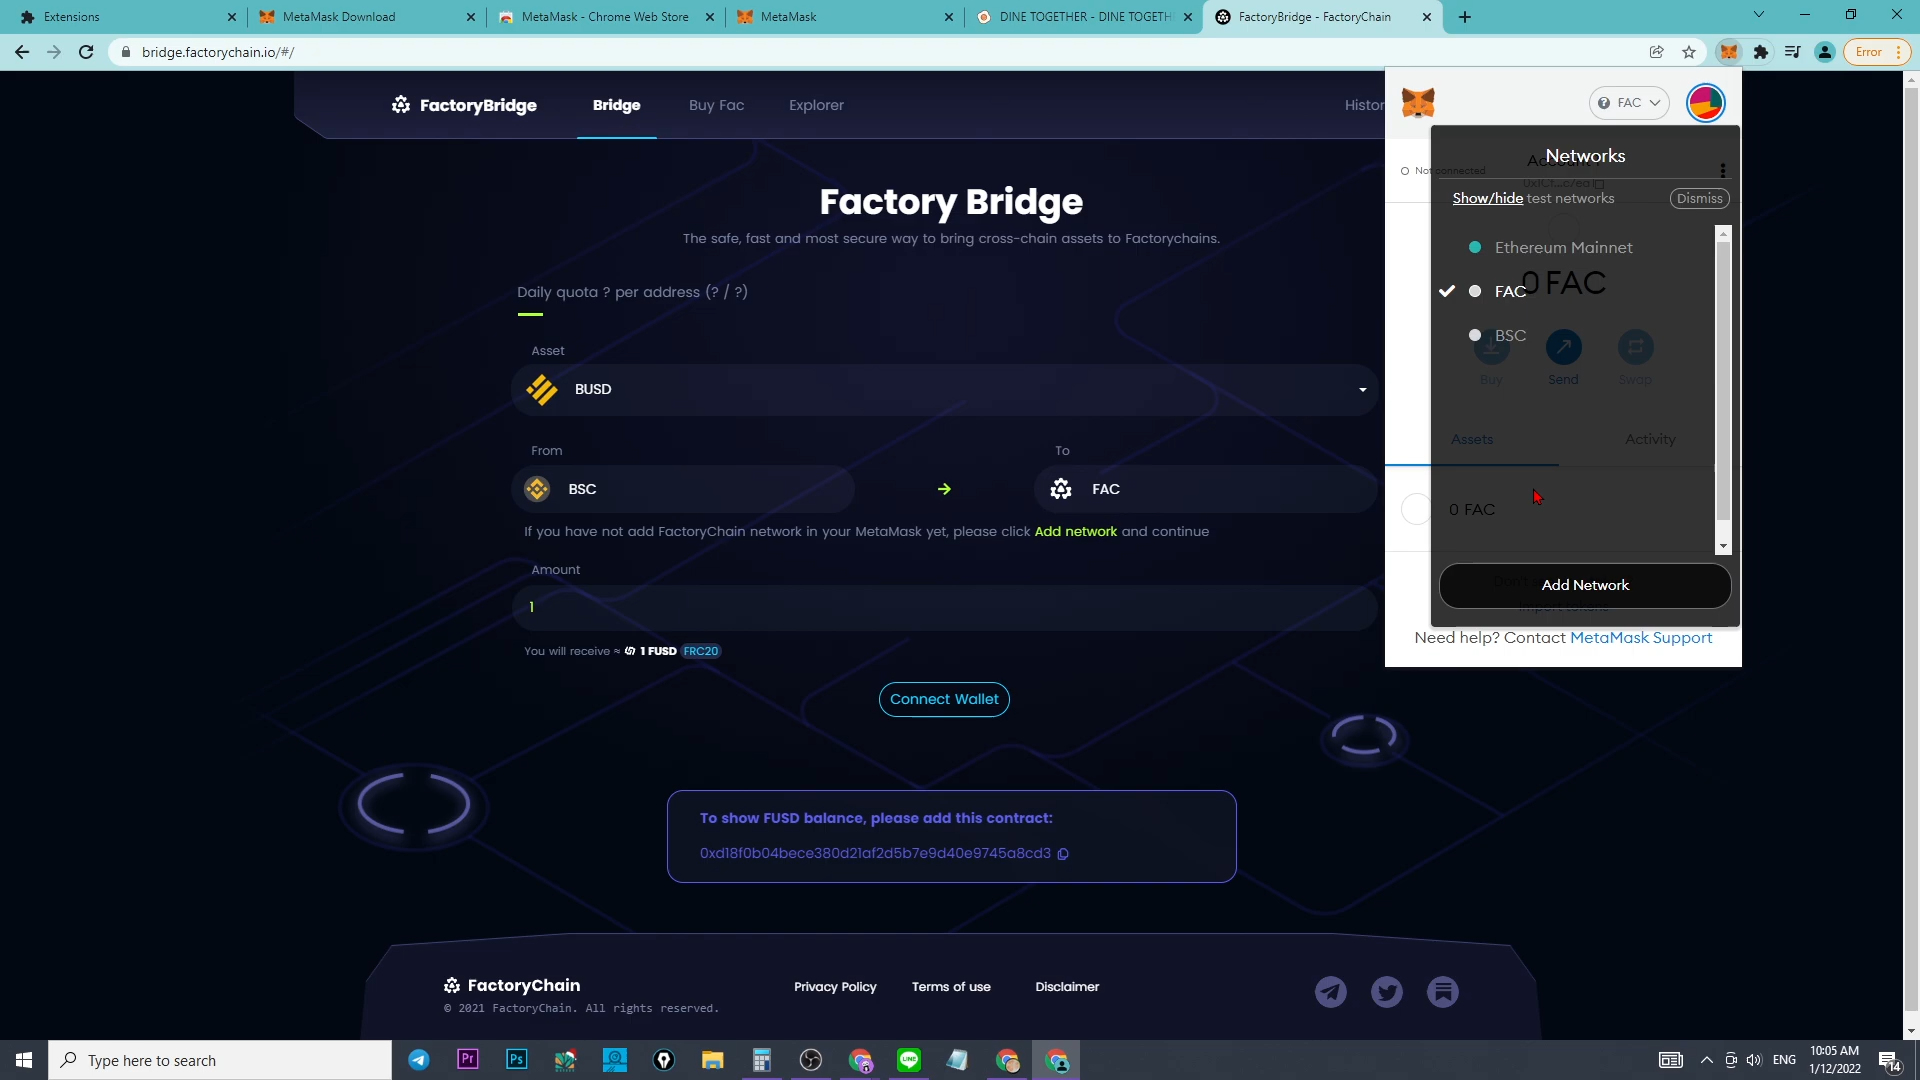 Extensions
MetaMask Download
MetaMask - Chrome Web Store
MetaMask
DINE TOGETHER - DINE TOGETH
FactoryBridge - FactoryChain
bridge.factorychain.io/#/
Error
FactoryBridge
Bridge
Buy Fac
Explorer
Histor
FAC
Networks
Not connected
Show/hide test networks
Dismiss
Ethereum Mainnet
0 FAC
FAC
BSC
Buy
Send
Swap
Assets
Activity
0 FAC
Add Network
Need help? Contact MetaMask Support
Factory Bridge
The safe, fast and most secure way to bring cross-chain assets to Factorychains.
Daily quota ? per address (? / ?)
Asset
BUSD
From
To
BSC
FAC
If you have not add FactoryChain network in your MetaMask yet, please click Add network and continue
Amount
1
You will receive ≈ 1 FUSD FRC20
Connect Wallet
To show FUSD balance, please add this contract:
0xd18f0b04bece380d21af2d5b7e9d40e9745a8cd3
FactoryChain
© 2021 FactoryChain. All rights reserved.
Privacy Policy
Terms of use
Disclaimer
Type here to search
Pr
Ps
LINE
ENG
10:05 AM
1/12/2022
14